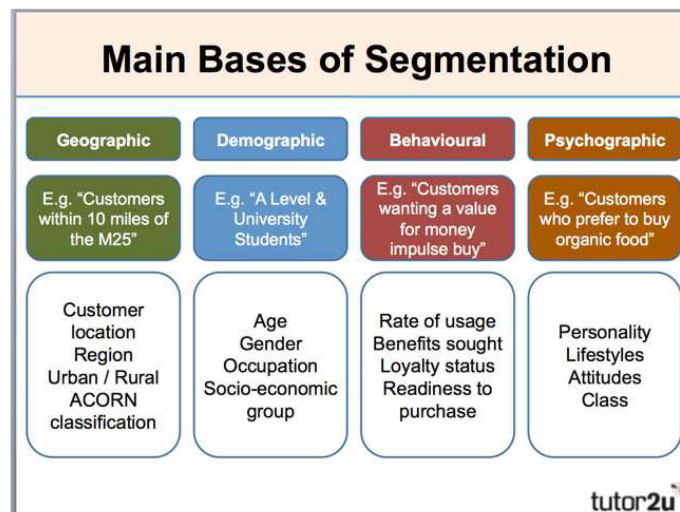 Main Bases of Segmentation
Geographic
Demographic
Behavioural
Psychographic
E.g. “Customers
within 10 miles of
the M25”
E.g. “A Level &
University
Students”
E.g. “Customers
wanting a value
for money
impulse buy”
E.g. “Customers
who prefer to buy
organic food”
Customer
location
Region
Urban / Rural
ACORN
classification
Age
Gender
Occupation
Socio-economic
group
Rate of usage
Benefits sought
Loyalty status
Readiness to
purchase
Personality
Lifestyles
Attitudes
Class
tutor2u